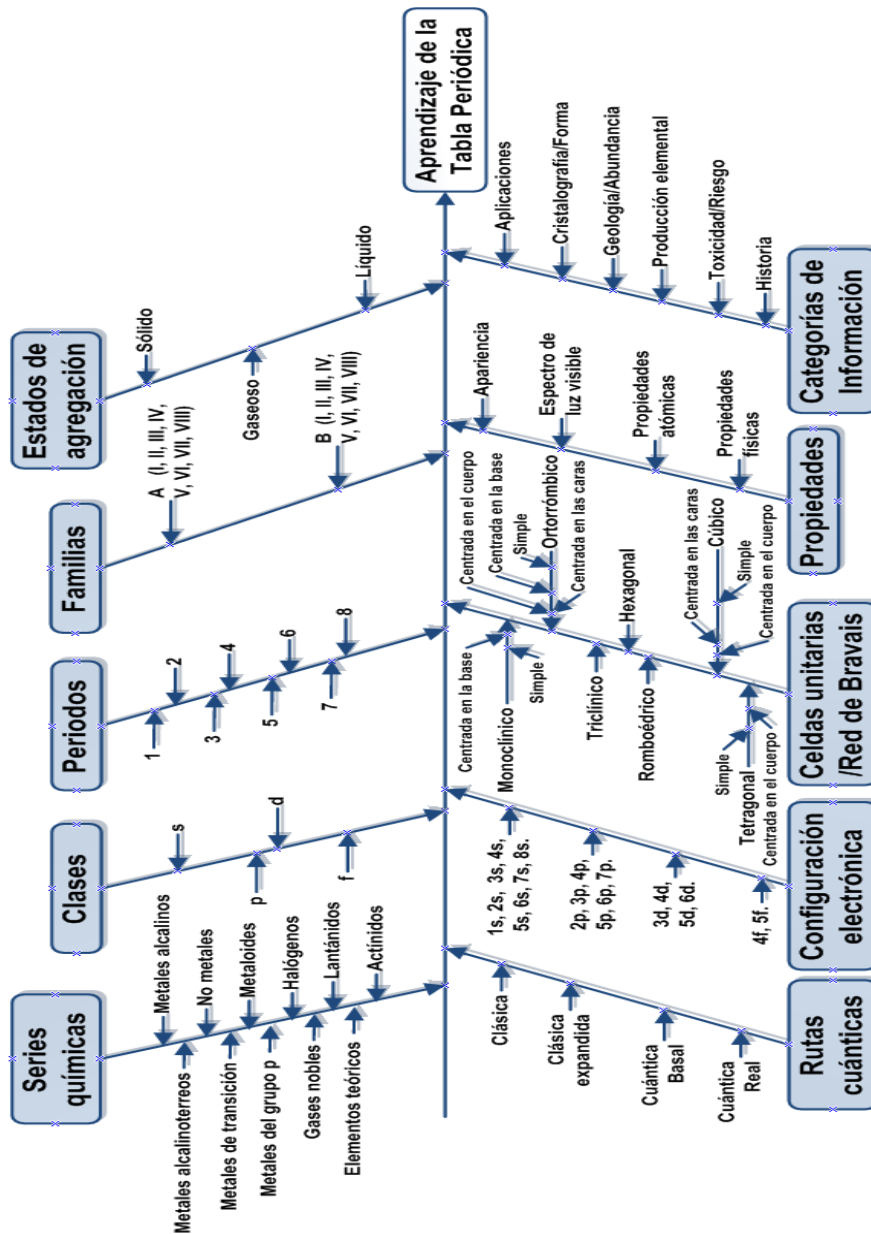 Aprendizaje de la
Tabla Periódica
Series
químicas
Metales alcalinos
Metales alcalinoterreos
No metales
Metales de transición
Metaloides
Metales del grupo p
Halógenos
Gases nobles
Lantánidos
Elementos teóricos
Actínidos
Clases
s
p
d
f
Periodos
1
2
3
4
5
6
7
8
Familias
A (I, II, III, IV,
V, VI, VII, VIII)
B (I, II, III, IV,
V, VI, VII, VIII)
Estados de
agregación
Sólido
Gaseoso
Líquido
Rutas
cuánticas
Clásica
Clásica
expandida
Cuántica
Basal
Cuántica
Real
Configuración
electrónica
1s, 2s, 3s, 4s,
5s, 6s, 7s, 8s.
2p, 3p, 4p,
5p, 6p, 7p.
3d, 4d,
5d, 6d.
4f, 5f.
Celdas unitarias
/Red de Bravais
Monoclínico
Centrada en la base
Simple
Ortorrómbico
Centrada en el cuerpo
Centrada en la base
Simple
Centrada en las caras
Triclínico
Hexagonal
Romboédrico
Cúbico
Centrada en las caras
Simple
Centrada en el cuerpo
Tetragonal
Simple
Centrada en el cuerpo
Propiedades
Apariencia
Espectro de
luz visible
Propiedades
atómicas
Propiedades
físicas
Categorías de
Información
Aplicaciones
Cristalografía/Forma
Geología/Abundancia
Producción elemental
Toxicidad/Riesgo
Historia